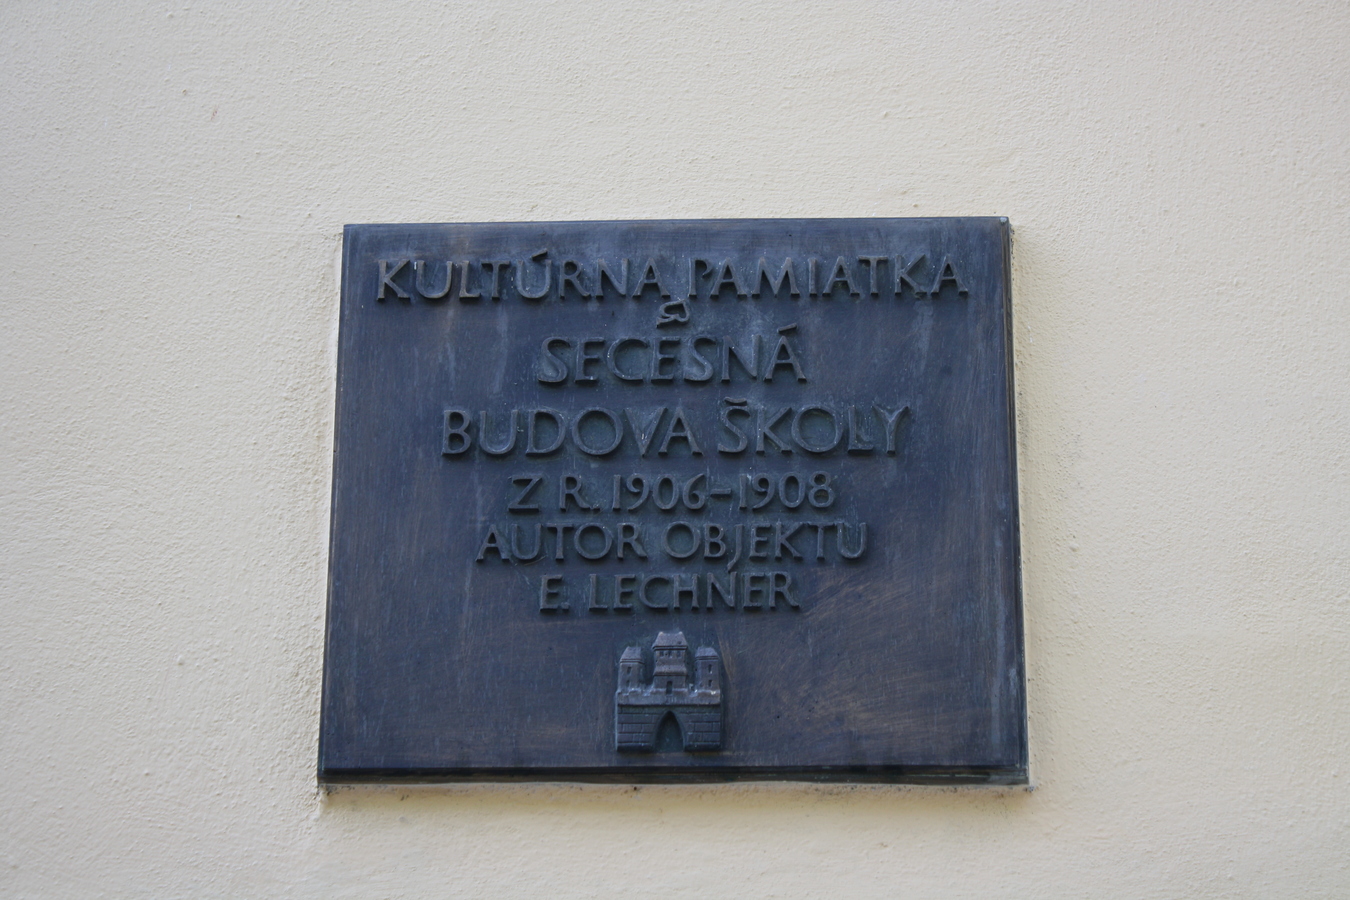 KULTÚRNA PAMIATKA
SECESNÁ
BUDOVA ŠKOLY
Z R. 1906-1908
AUTOR OBJEKTU
E. LECHNER